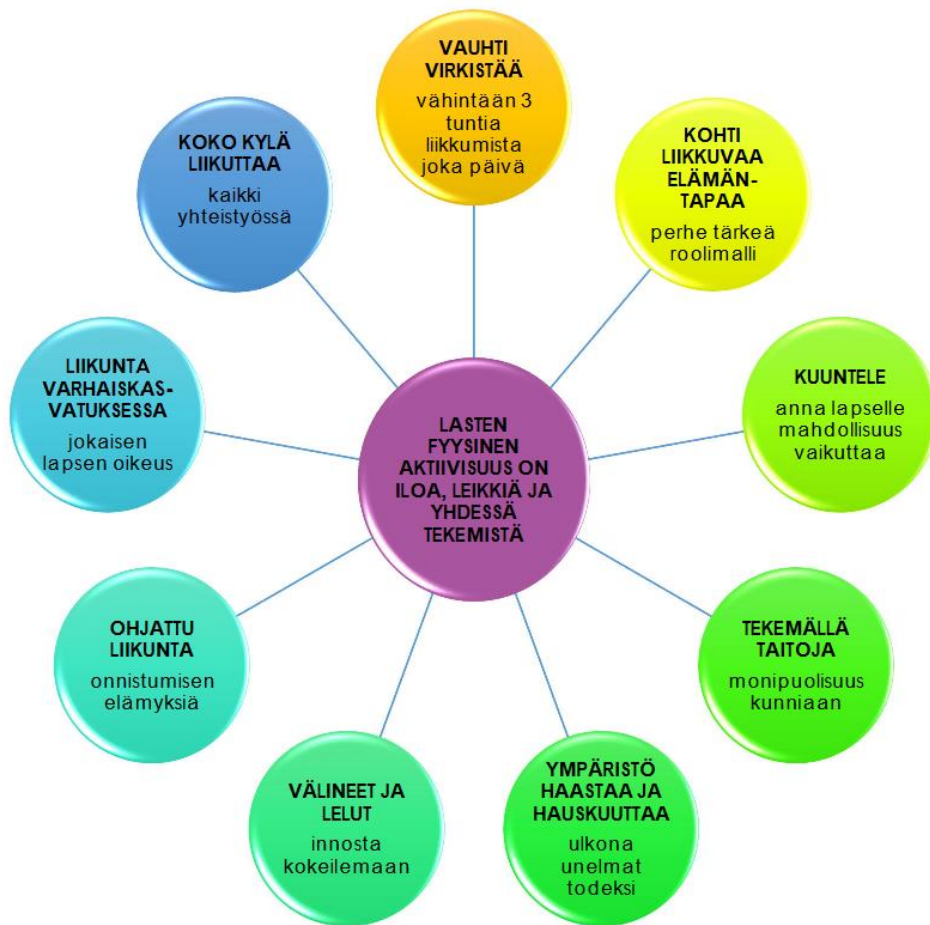 VAUHTI
VIRKISTÄÄ
vähintään 3
tuntia
liikkumista
joka päivä
KOHTI
LIIKKUVAA
ELÄMÄN-
TAPAA
perhe tärkeä
roolimalli
KUUNTELE
anna lapselle
mahdollisuus
vaikuttaa
TEKEMÄLLÄ
TAITOJA
monipuolisuus
kunniaan
YMPÄRISTÖ
HAASTAA JA
HAUSKUUTTAA
ulkona
unelmat
todeksi
VÄLINEET JA
LELUT
innosta
kokeilemaan
OHJATTU
LIIKUNTA
onnistumisen
elämyksiä
LIIKUNTA
VARHAISKAS-
VATUKSESSA
jokaisen
lapsen oikeus
KOKO KYLÄ
LIIKUTTAA
kaikki
yhteistyössä
LASTEN
FYYSINEN
AKTIIVISUUS ON
ILOA, LEIKKIÄ JA
YHDESSÄ
TEKEMISTÄ